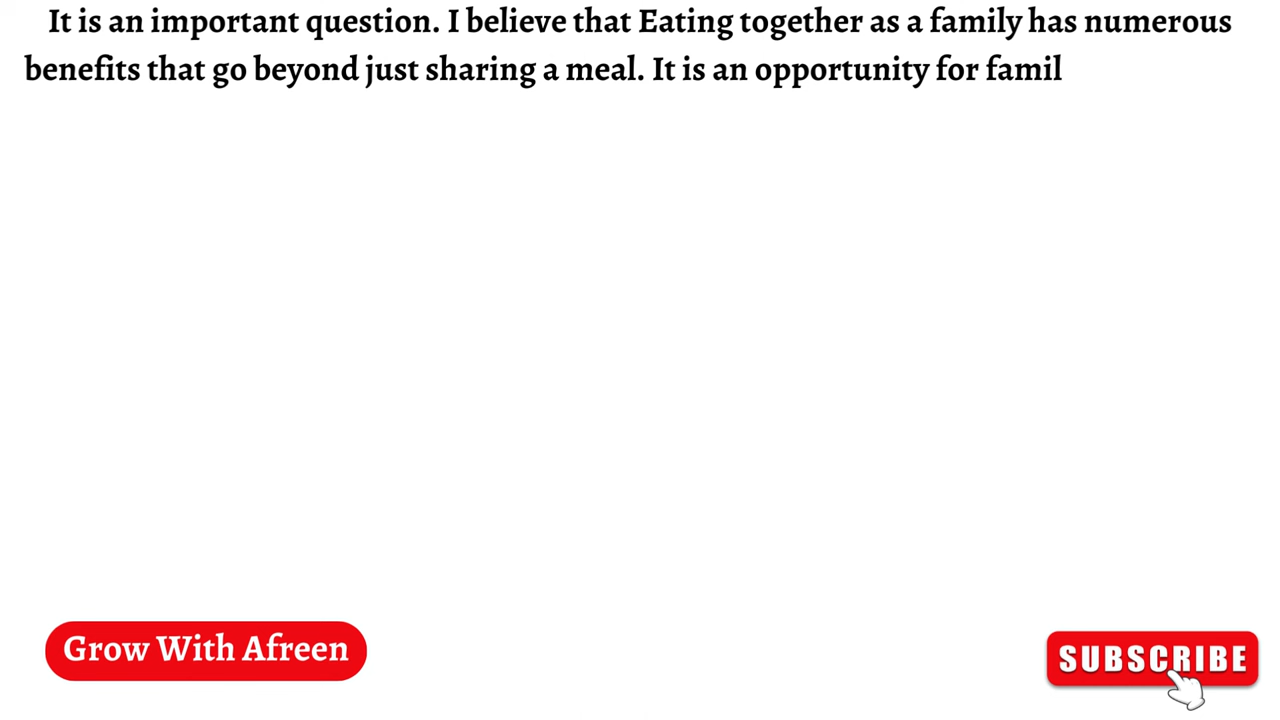 It is an important question. I believe that Eating together as a family has numerous
benefits that go beyond just sharing a meal. It is an opportunity for famil
Grow With Afreen
SUBSCRIBE